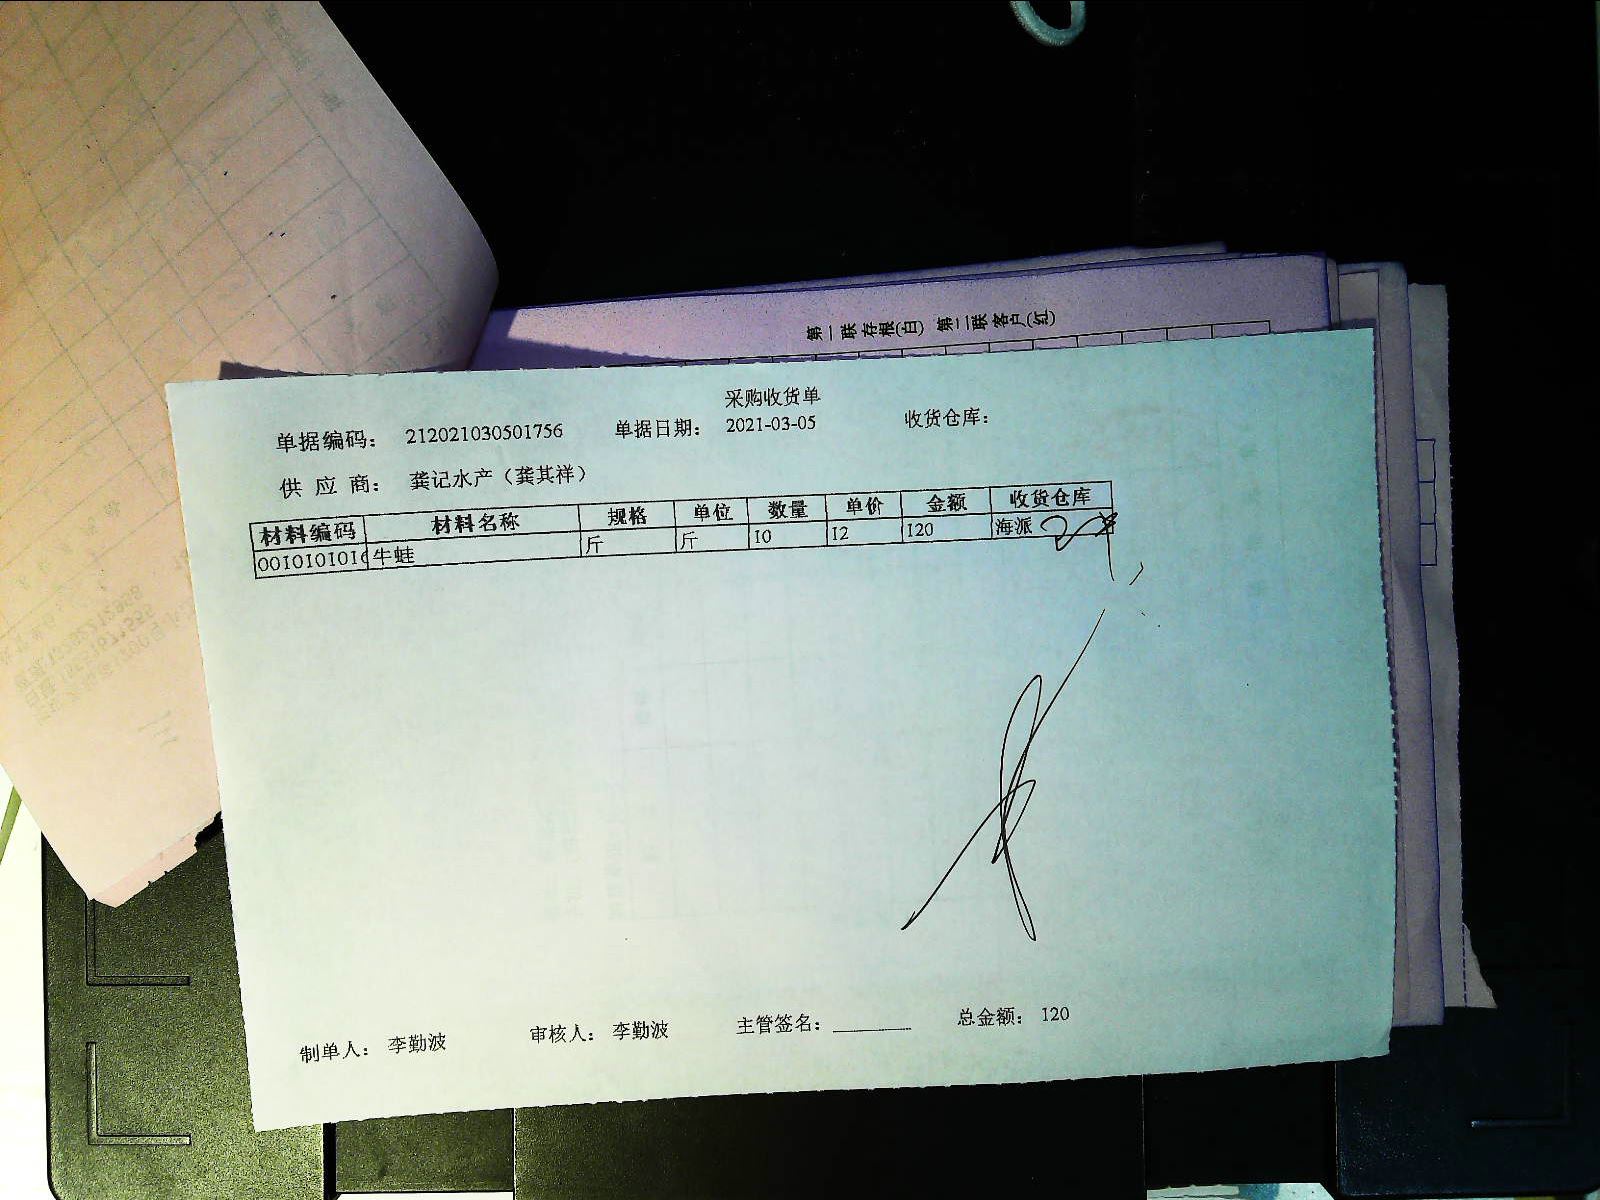 第一联存根(白) 第二联客户(红)
采购收货单
单据编码： 212021030501756 单据日期： 2021-03-05 收货仓库：
供 应 商： 龚记水产（龚其祥）
材料编码 材料名称 规格 单位 数量 单价 金额 收货仓库
0010101010 牛蛙 斤 斤 10 12 120 海派
制单人： 李勤波 审核人： 李勤波 主管签名： 总金额： 120